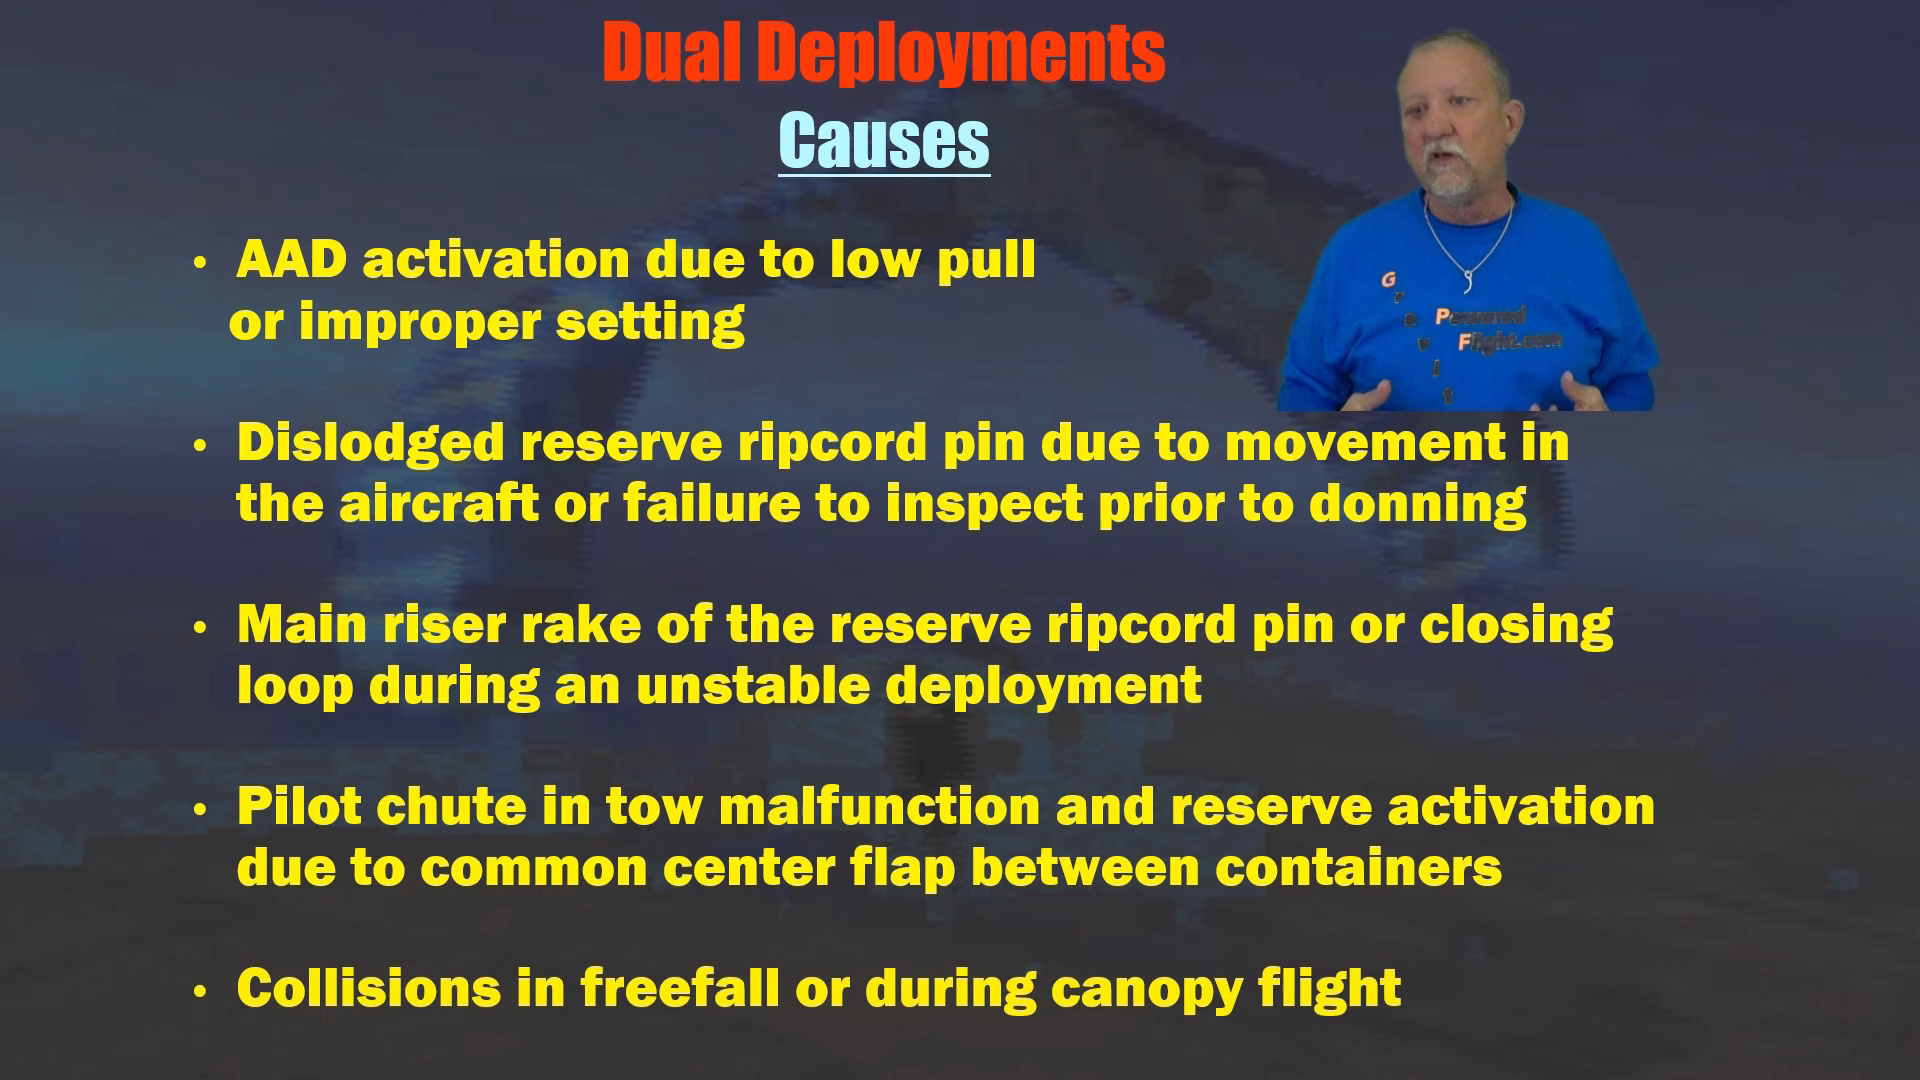 Dual Deployments
Causes
• AAD activation due to low pull
or improper setting
• Dislodged reserve ripcord pin due to movement in
the aircraft or failure to inspect prior to donning
• Main riser rake of the reserve ripcord pin or closing
loop during an unstable deployment
• Pilot chute in tow malfunction and reserve activation
due to common center flap between containers
• Collisions in freefall or during canopy flight
G
r
a
v
i
t
Powered
Flight.com